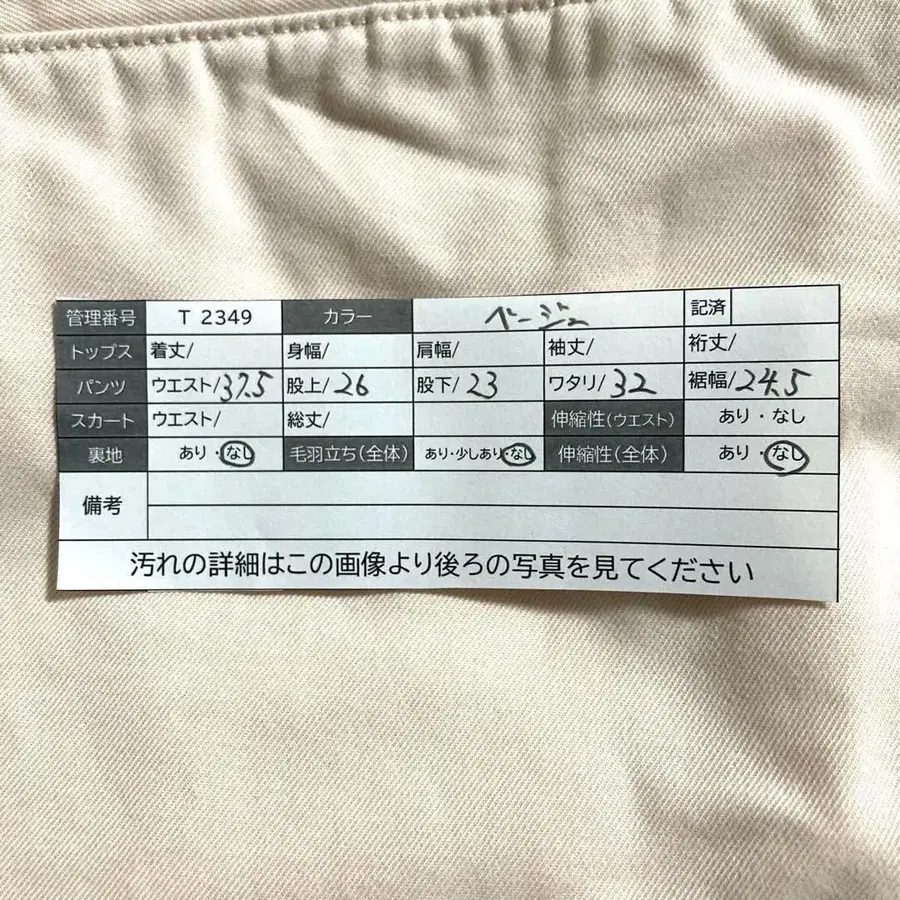 管理番号 T 2349 カラー ベージュ 記済
トップス 着丈/ 身幅/ 肩幅/ 袖丈/ 裄丈/
パンツ ウエスト/37.5 股上/26 股下/23 ワタリ/32 裾幅/24.5
スカート ウエスト/ 総丈/ 伸縮性(ウエスト) あり・なし
裏地 あり・なし 毛羽立ち(全体) あり・少しあり・なし 伸縮性(全体) あり・なし
備考
汚れの詳細はこの画像より後ろの写真を見てください